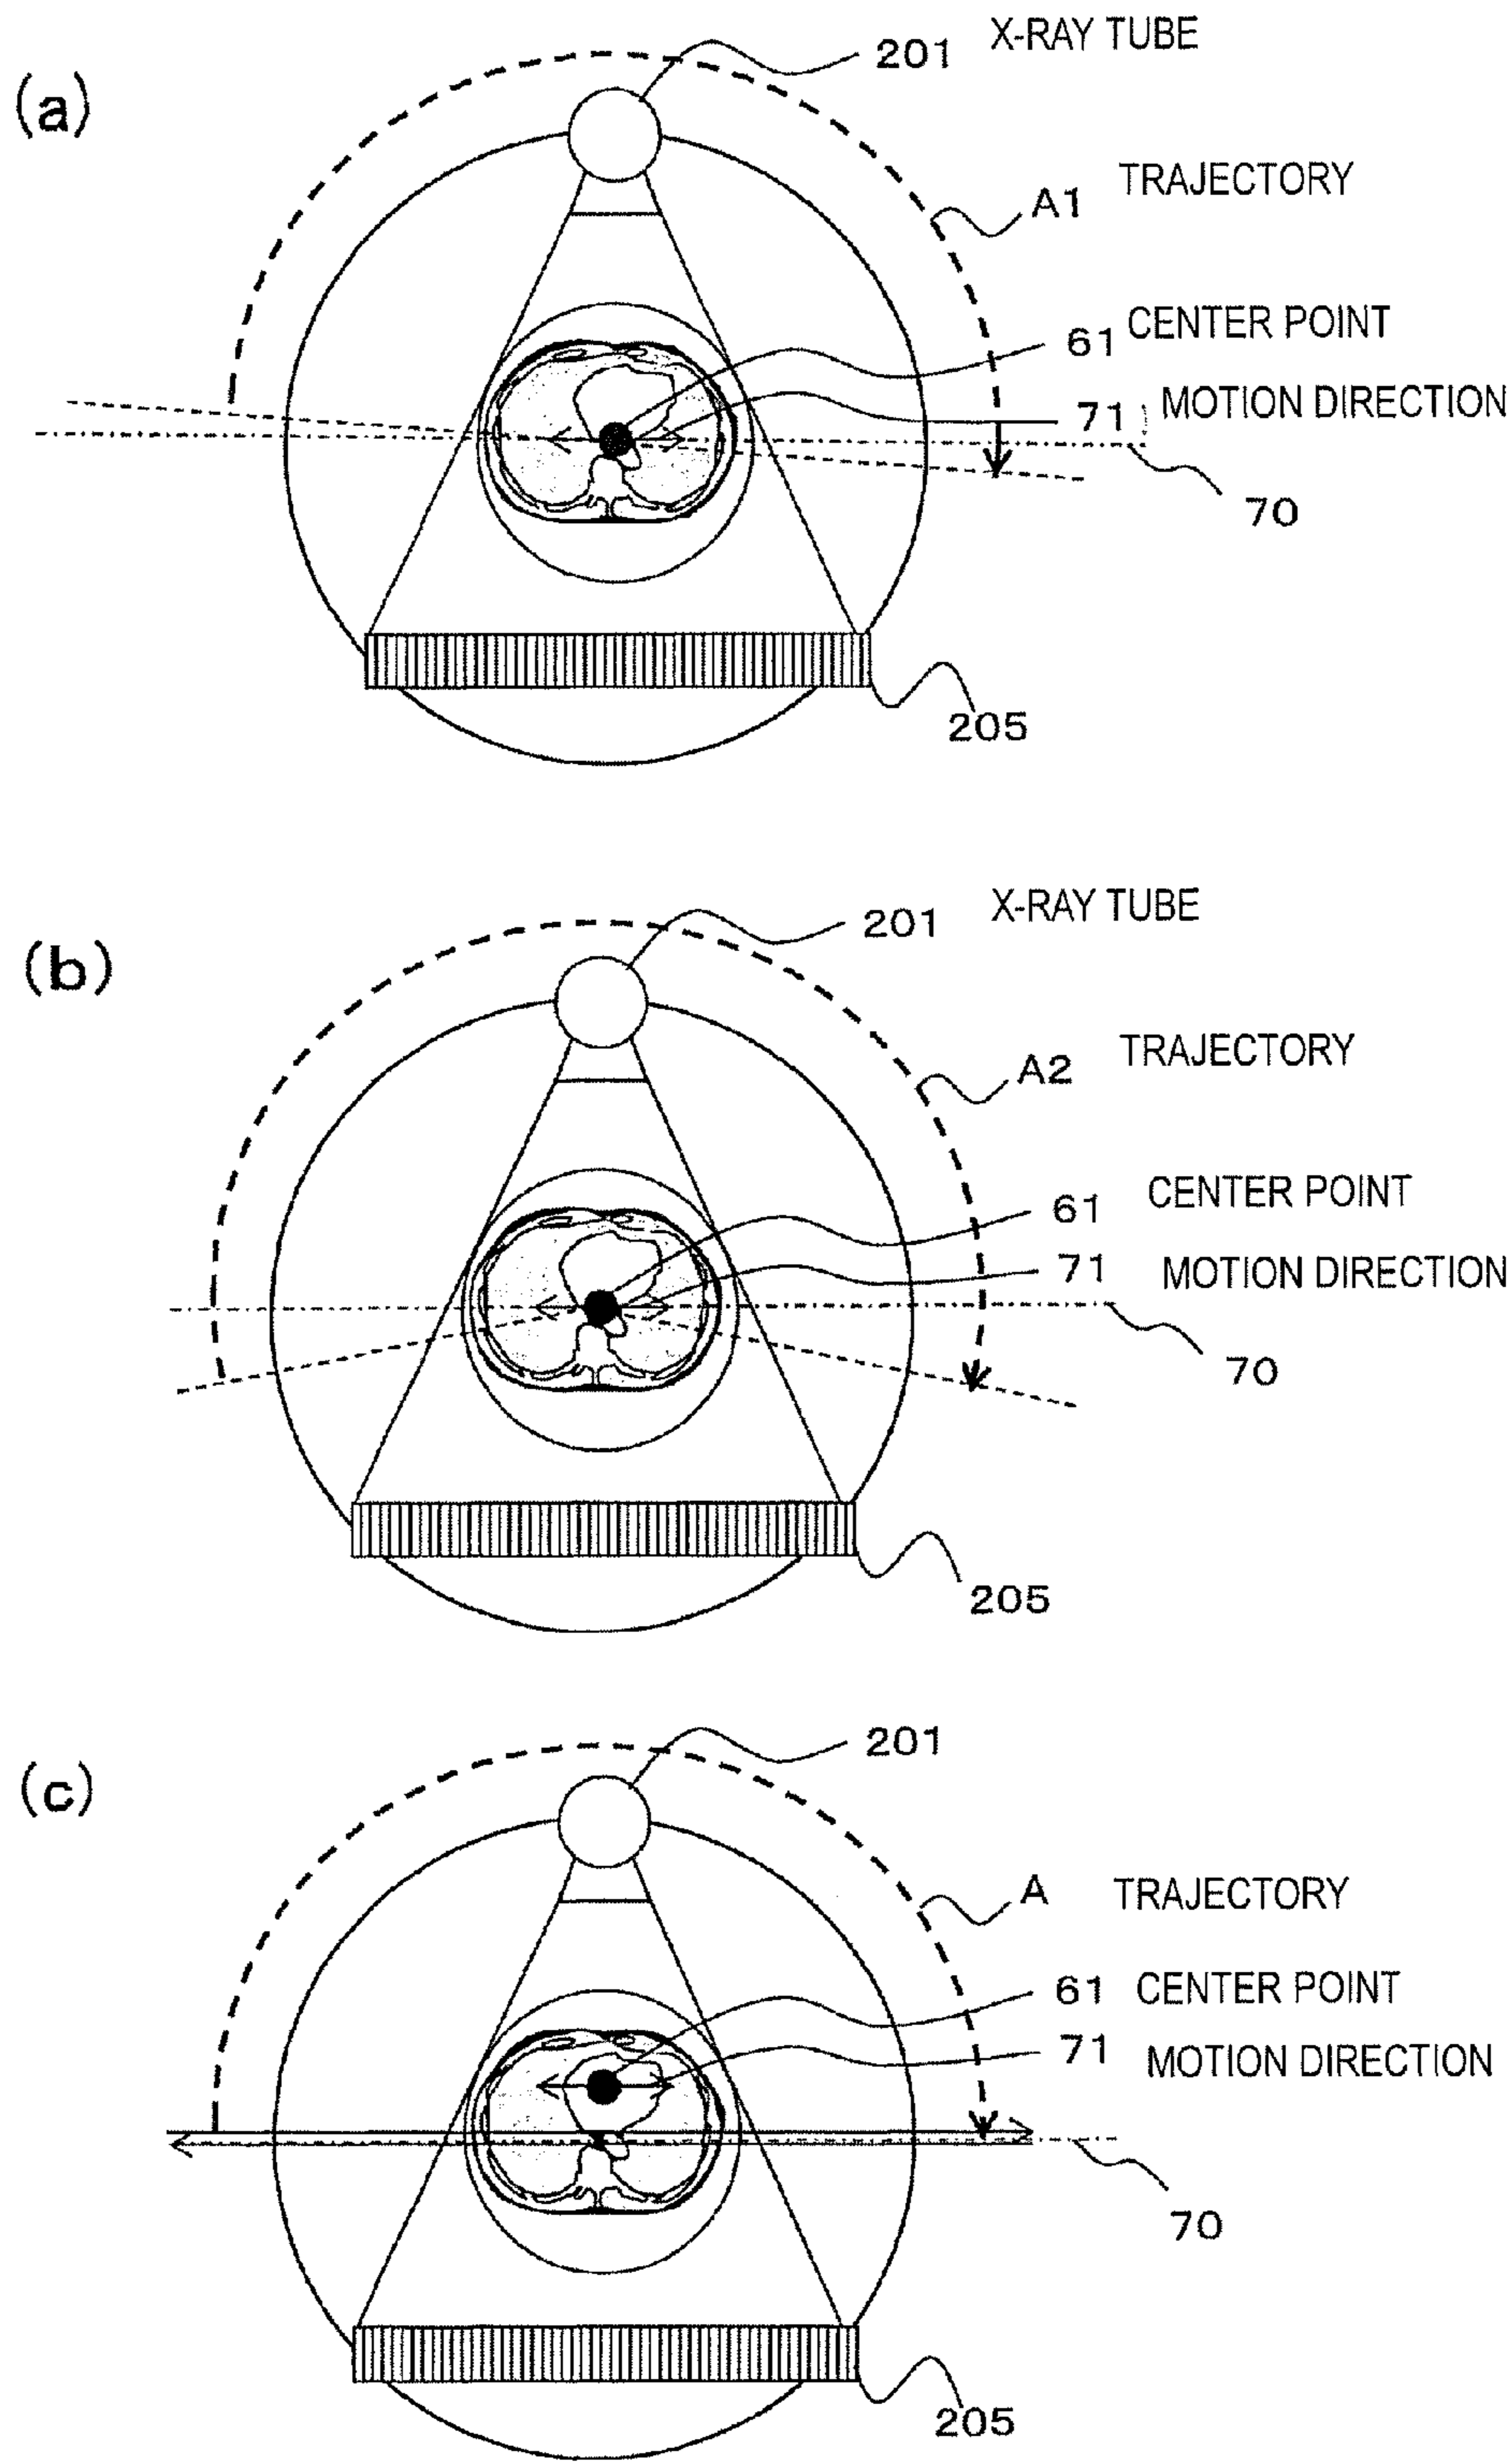 (a)
201 X-RAY TUBE
A1 TRAJECTORY
61 CENTER POINT
71 MOTION DIRECTION
70
205
(b)
201 X-RAY TUBE
A2 TRAJECTORY
61 CENTER POINT
71 MOTION DIRECTION
70
205
(c)
201
A TRAJECTORY
61 CENTER POINT
71 MOTION DIRECTION
70
205